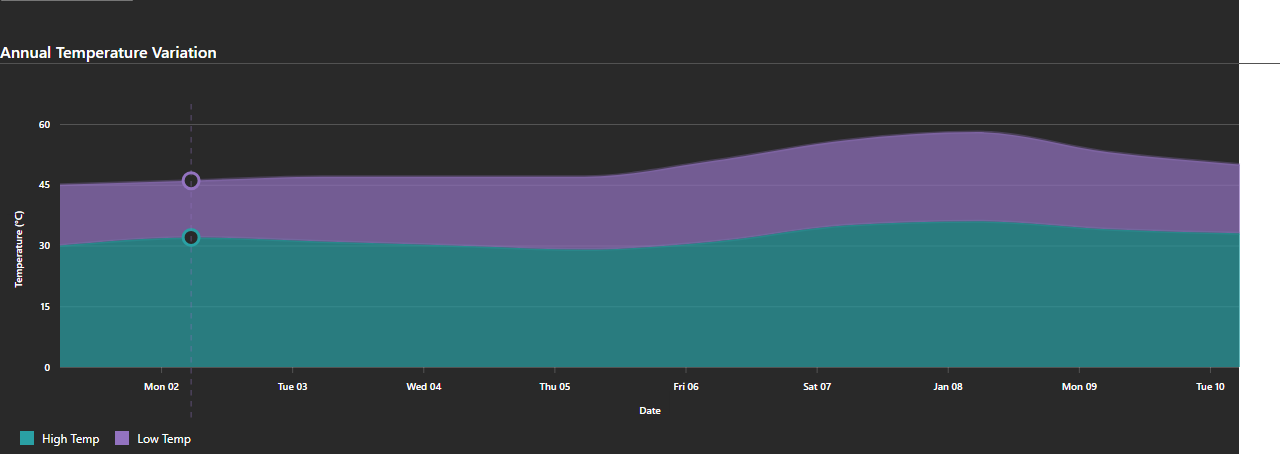 Annual Temperature Variation
60
45
30
15
0
Temperature (°C)
Mon 02 Tue 03 Wed 04 Thu 05 Fri 06 Sat 07 Jan 08 Mon 09 Tue 10
Date
High Temp Low Temp